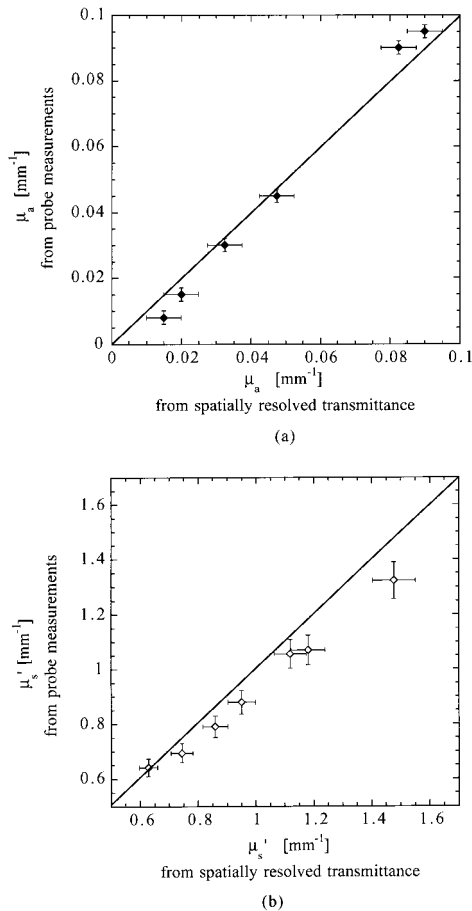 0.1
0.08
0.06
0.04
0.02
0
μa [mm-1]
from probe measurements
0 0.02 0.04 0.06 0.08 0.1
μa [mm-1]
from spatially resolved transmittance
(a)
1.6
1.4
1.2
1
0.8
0.6
μs' [mm-1]
from probe measurements
0.6 0.8 1 1.2 1.4 1.6
μs' [mm-1]
from spatially resolved transmittance
(b)